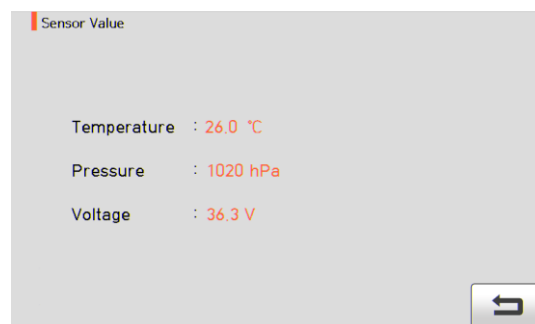 Sensor Value
Temperature : 26.0 ℃
Pressure : 1020 hPa
Voltage : 36.3 V